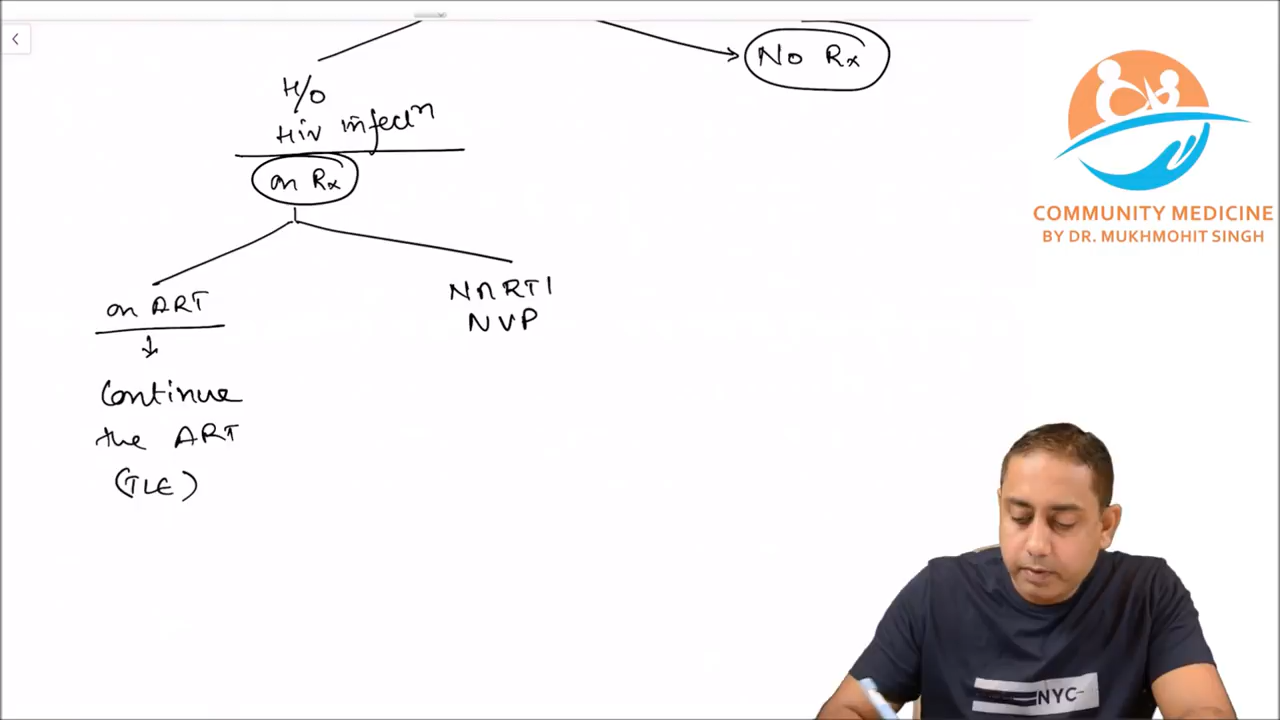 No Rx
H/O
HIV infectn
on Rx
on ART
NNRTI
NVP
Continue
the ART
(TLE)
COMMUNITY MEDICINE
BY DR. MUKHMOHIT SINGH
NYC